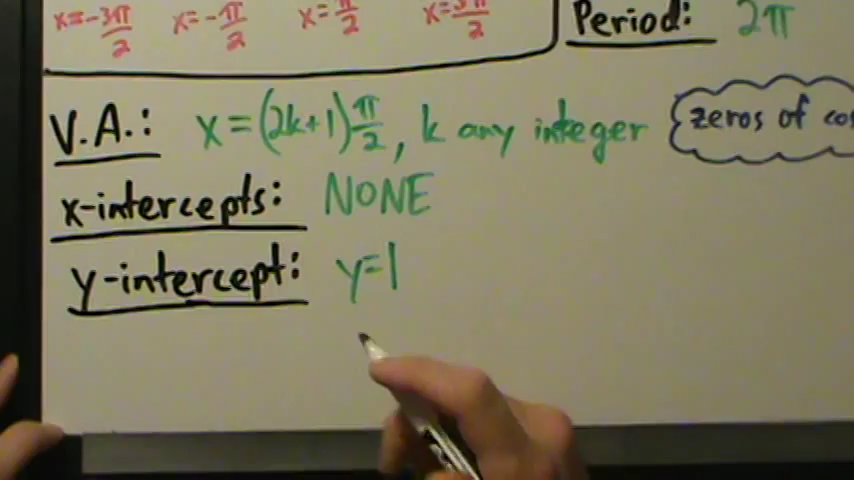 x=-3π/2 x=-π/2 x=π/2 x=3π/2
Period: 2π
V.A.: x=(2k+1)π/2, k any integer
zeros of cos
x-intercepts: NONE
y-intercept: y=1